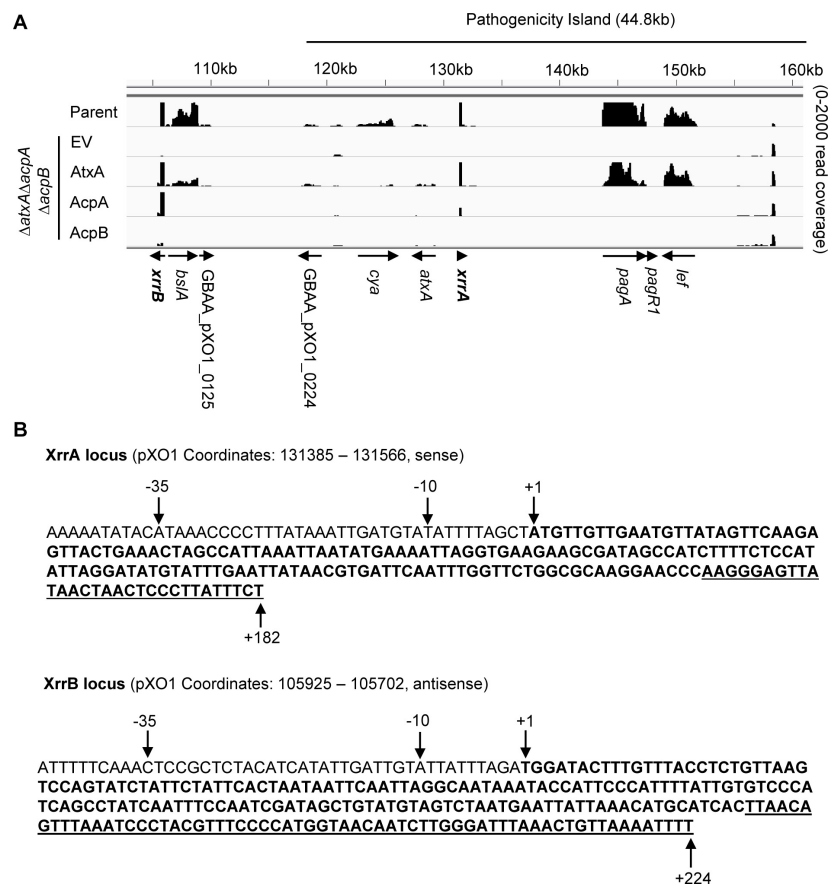 A
Pathogenicity Island (44.8kb)
110kb 120kb 130kb 140kb 150kb 160kb
(0-2000 read coverage)
Parent
EV
AtxA
AcpA
AcpB
ΔatxAΔacpA
ΔacpB
xrrB bslA GBAA_pXO1_0125 GBAA_pXO1_0224 cya atxA xrrA pagA pagR1 lef
B
XrrA locus (pXO1 Coordinates: 131385 – 131566, sense)
-35 -10 +1
AAAAATATACATAAACCCCTTTATAAATTGATGTATATTTTAGCTATGTTGTTGAATGTTATAGTTCAAGA
GTTACTGAAACTAGCCATTAAATTAATATGAAAATTAGGTGAAGAAGCGATAGCCATCTTTTCTCCAT
ATTAGGATATGTATTTGAATTATAACGTGATTCAATTTGGTTCTGGCGCAAGGAACCCAAGGGAGTTA
TAACTAACTCCCTTATTTCT
+182
XrrB locus (pXO1 Coordinates: 105925 – 105702, antisense)
-35 -10 +1
ATTTTTCAAACTCCGCTCTACATCATATTGATTGTATTATTTAGATGGATACTTTGTTTACCTCTGTTAAG
TCCAGTATCTATTCTATTCACTAATAATTCAATTAGGCAATAAATACCATTCCCATTTTATTGTGTCCCA
TCAGCCTATCAATTTCCAATCGATAGCTGTATGTAGTCTAATGAATTATTAAACATGCATCACTTAACA
GTTTAAATCCCTACGTTTCCCCATGGTAACAATCTTGGGATTTAAACTGTTAAAATTTT
+224